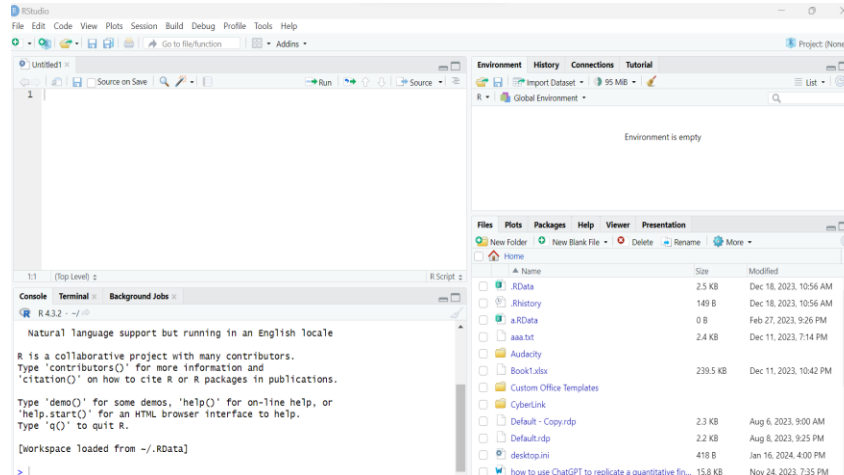 RStudio
File Edit Code View Plots Session Build Debug Profile Tools Help
Go to file/function Addins Project: (None
Untitled1
Source on Save Run Source
1
1:1 (Top Level) R Script
Console Terminal Background Jobs
R 4.3.2 · ~/
Natural language support but running in an English locale
R is a collaborative project with many contributors.
Type 'contributors()' for more information and
'citation()' on how to cite R or R packages in publications.
Type 'demo()' for some demos, 'help()' for on-line help, or
'help.start()' for an HTML browser interface to help.
Type 'q()' to quit R.
[Workspace loaded from ~/.RData]
>
Environment History Connections Tutorial
Import Dataset 95 MiB List
R Global Environment
Environment is empty
Files Plots Packages Help Viewer Presentation
New Folder New Blank File Delete Rename More
Home
Name Size Modified
.RData 2.5 KB Dec 18, 2023, 10:56 AM
.Rhistory 149 B Dec 18, 2023, 10:56 AM
a.RData 0 B Feb 27, 2023, 9:26 PM
aaa.txt 2.4 KB Dec 11, 2023, 7:14 PM
Audacity
Book1.xlsx 239.5 KB Dec 11, 2023, 10:42 PM
Custom Office Templates
CyberLink
Default - Copy.rdp 2.3 KB Aug 6, 2023, 9:00 AM
Default.rdp 2.2 KB Aug 8, 2023, 9:25 PM
desktop.ini 418 B Jan 16, 2024, 4:00 PM
how to use ChatGPT to replicate a quantitative fin... 15.8 KB Nov 24, 2023, 7:35 PM